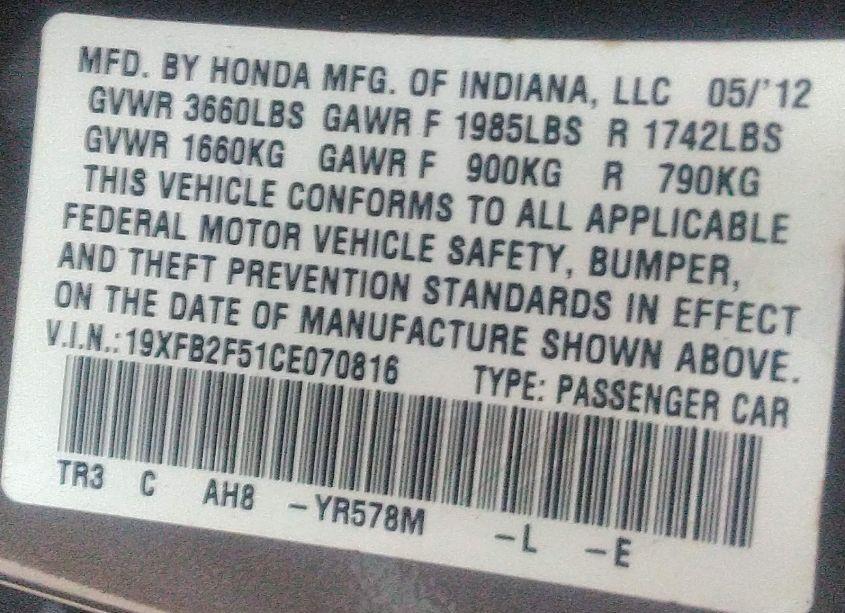 MFD. BY HONDA MFG. OF INDIANA, LLC 05/'12
GVWR 3660LBS GAWR F 1985LBS R 1742LBS
GVWR 1660KG GAWR F 900KG R 790KG
THIS VEHICLE CONFORMS TO ALL APPLICABLE
FEDERAL MOTOR VEHICLE SAFETY, BUMPER,
AND THEFT PREVENTION STANDARDS IN EFFECT
ON THE DATE OF MANUFACTURE SHOWN ABOVE.
V.I.N.:19XFB2F51CE070816 TYPE: PASSENGER CAR
TR3 C AH8 -YR578M -L -E